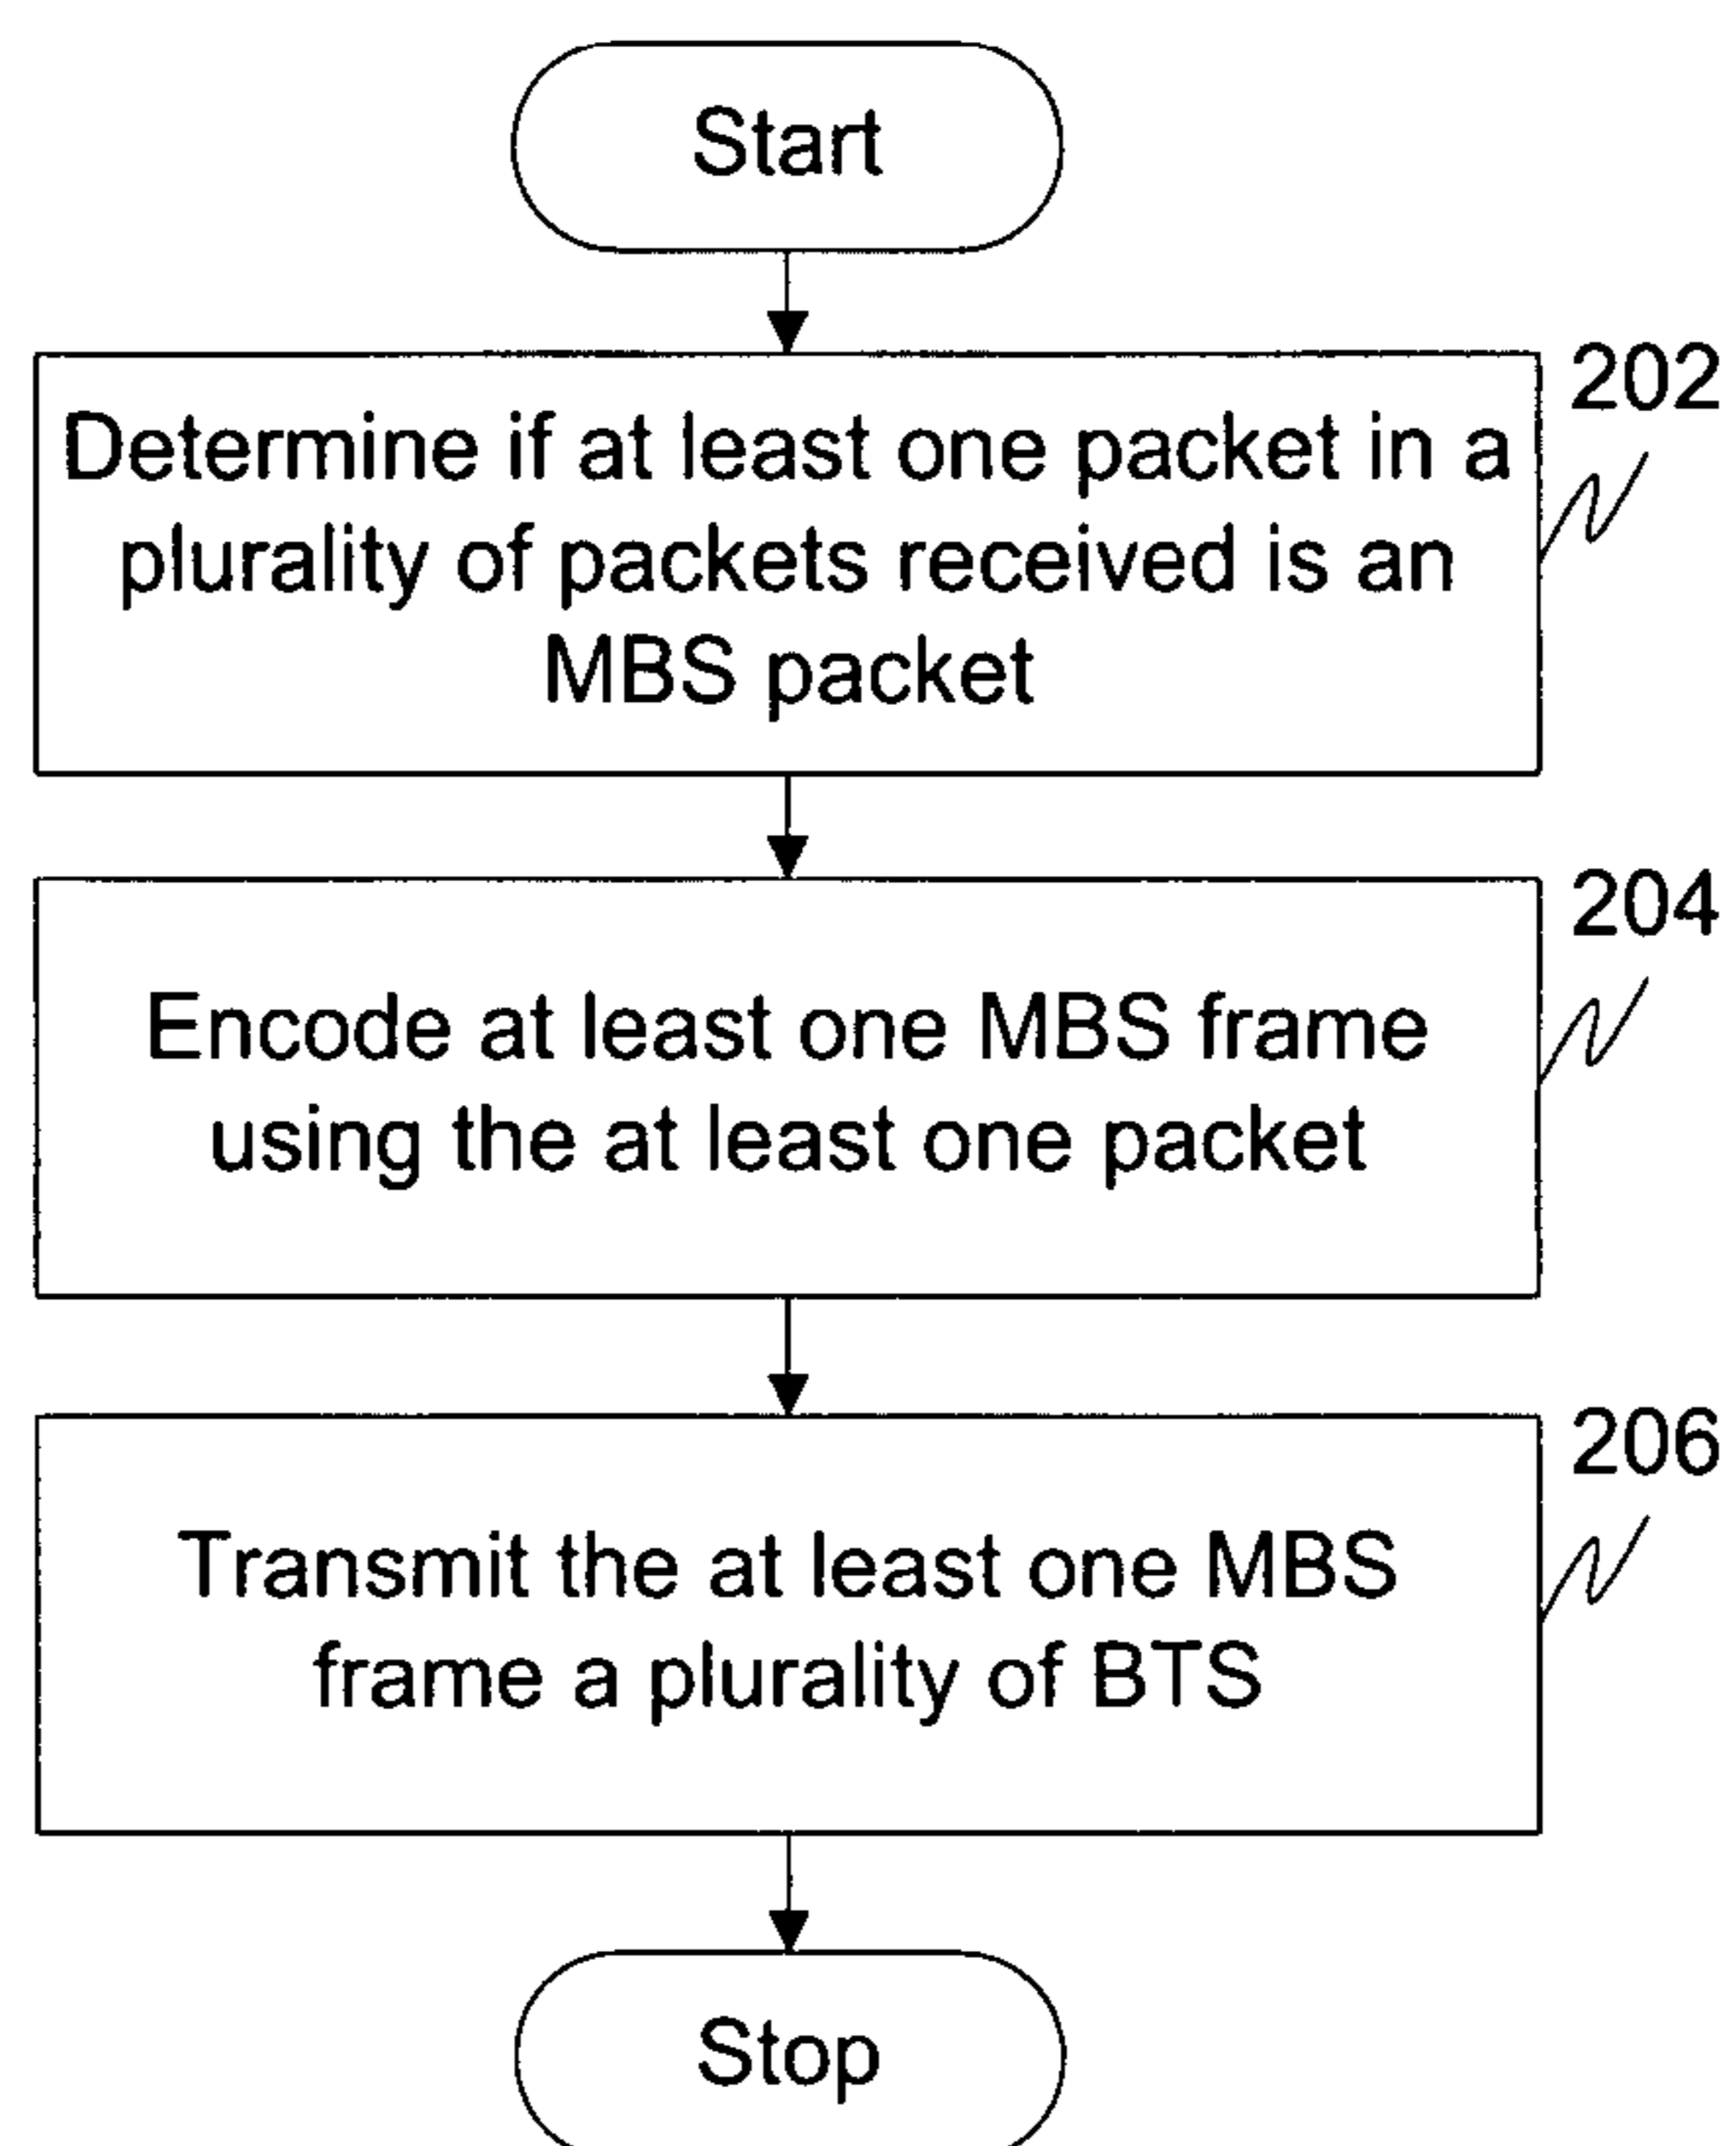 Start
202
Determine if at least one packet in a
plurality of packets received is an
MBS packet
204
Encode at least one MBS frame
using the at least one packet
206
Transmit the at least one MBS
frame a plurality of BTS
Stop